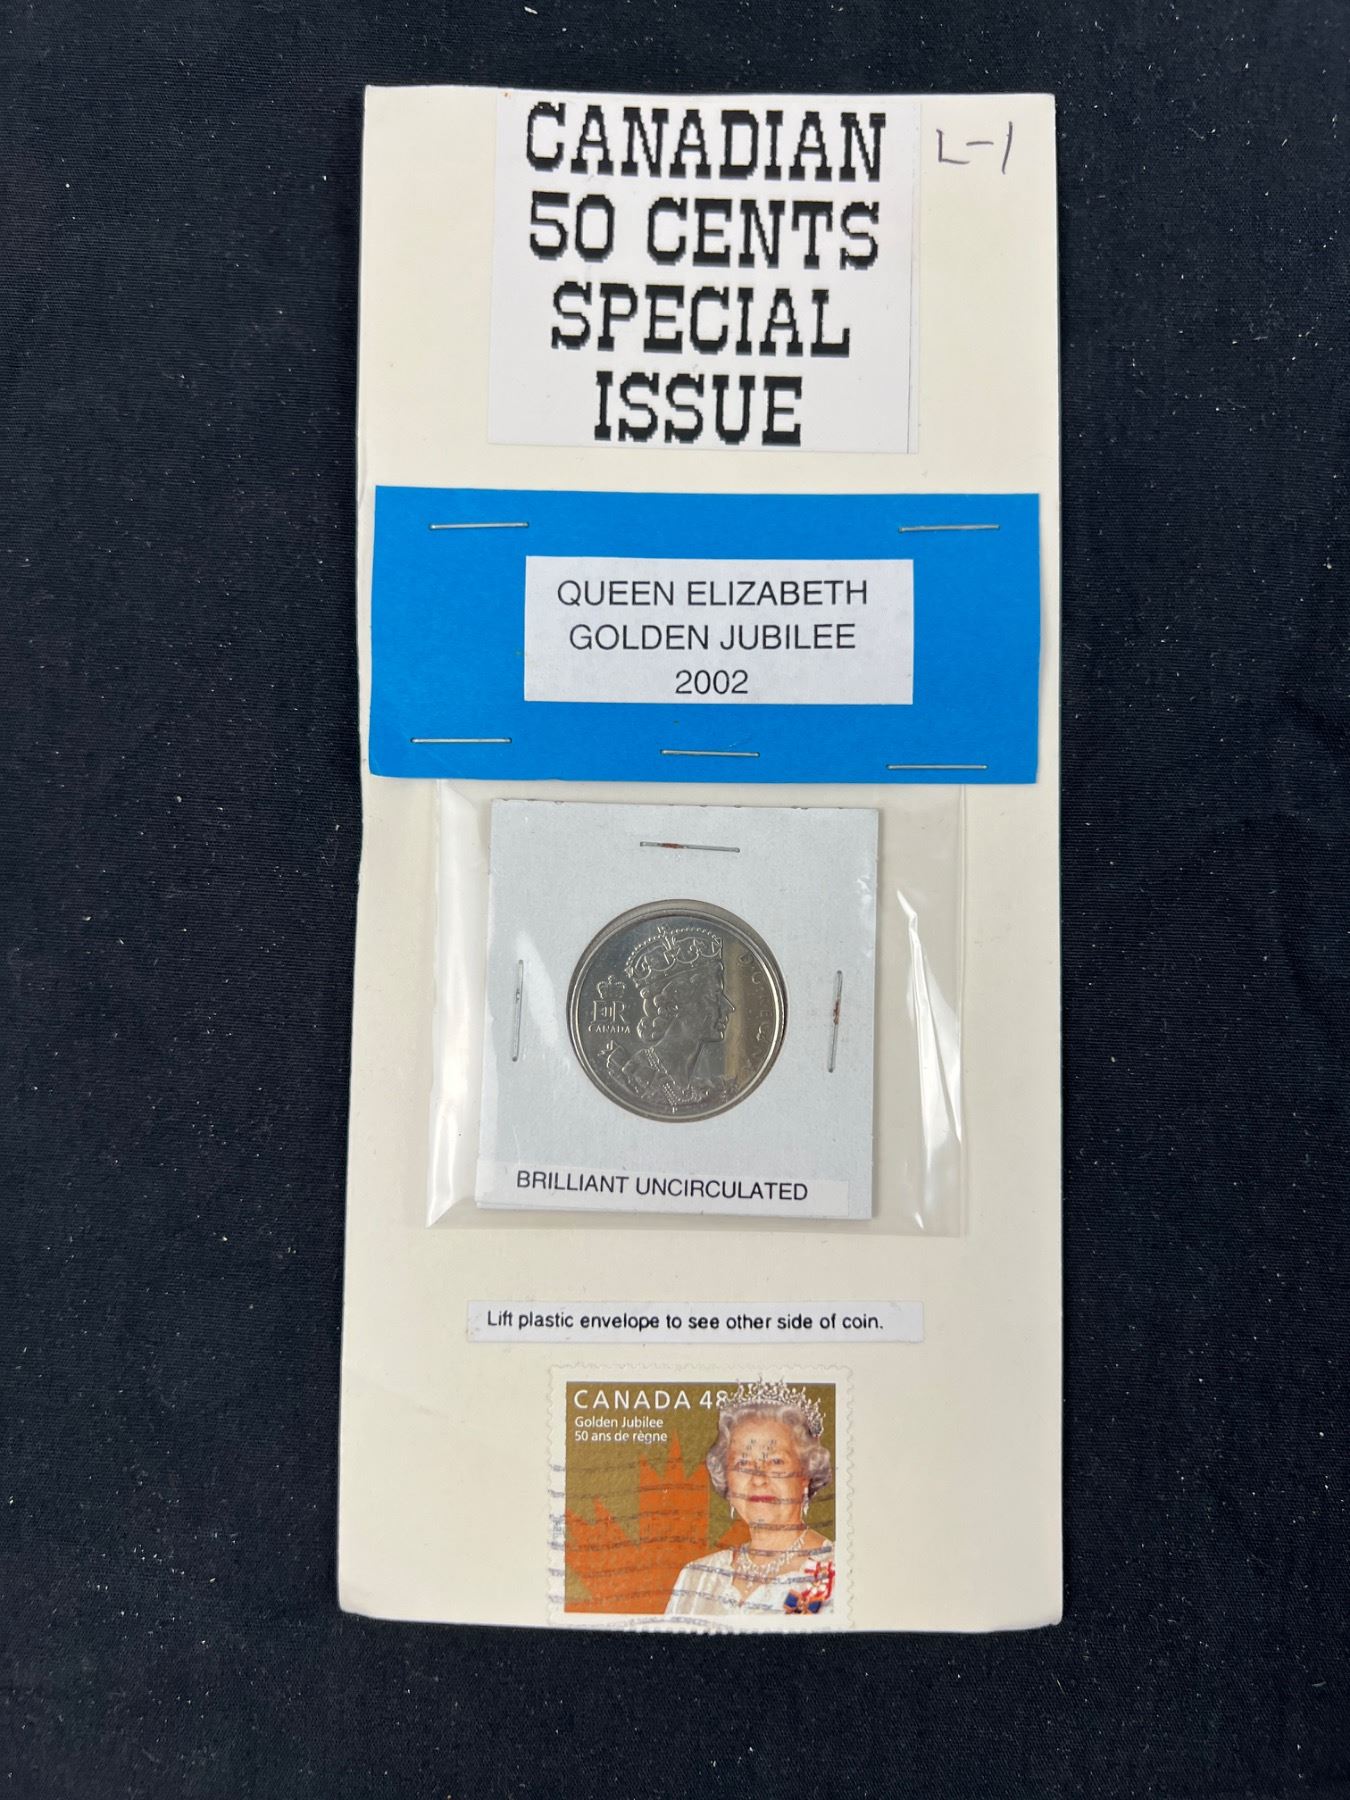 CANADIAN
50 CENTS
SPECIAL
ISSUE
L-1
QUEEN ELIZABETH
GOLDEN JUBILEE
2002
EIIR
CANADA
P
BRILLIANT UNCIRCULATED
Lift plastic envelope to see other side of coin.
CANADA 48
Golden Jubilee
50 ans de règne